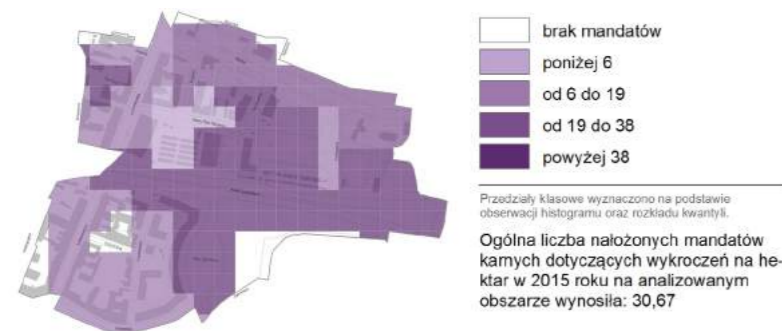 brak mandatów
poniżej 6
od 6 do 19
od 19 do 38
powyżej 38
Przedziały klasowe wyznaczono na podstawie
obserwacji histogramu oraz rozkładu kwantyli.
Ogólna liczba nałożonych mandatów
karnych dotyczących wykroczeń na he-
ktar w 2015 roku na analizowanym
obszarze wynosiła: 30,67